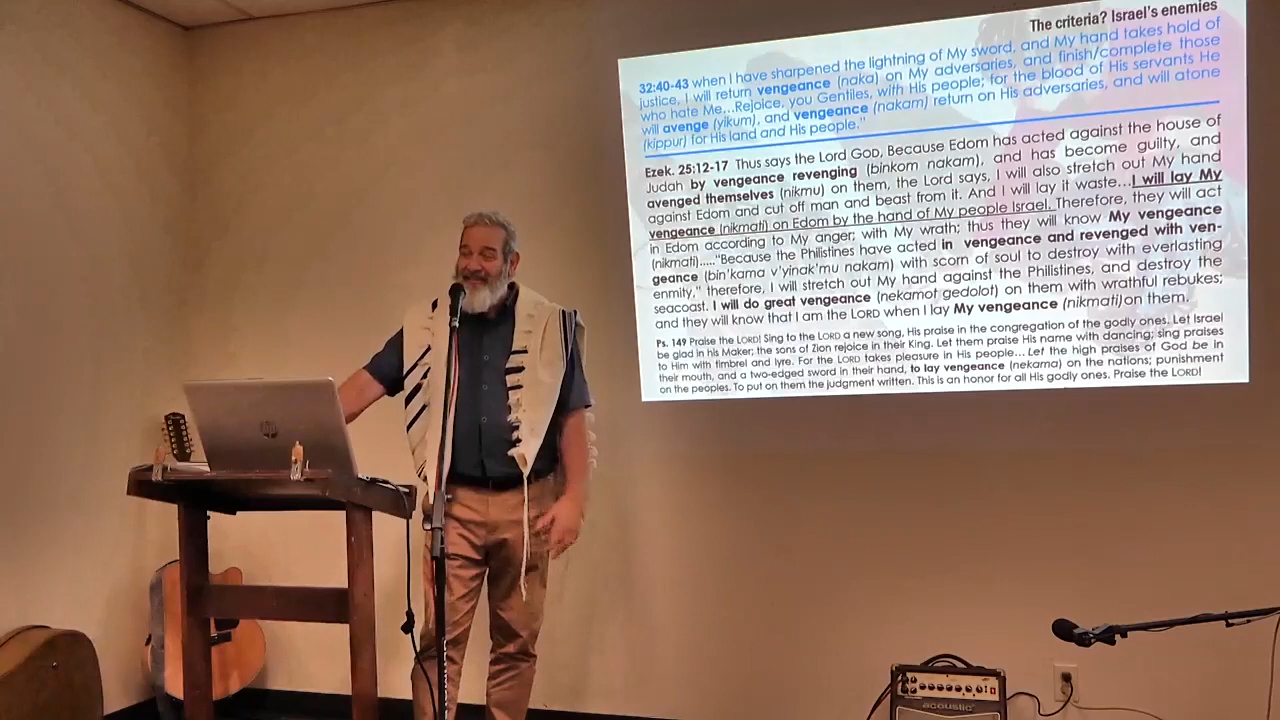 The criteria? Israel's enemies
32:40-43 when I have sharpened the lightning of My sword, and My hand takes hold of
justice, I will return vengeance (naka) on My adversaries, and finish/complete those
who hate Me...Rejoice, you Gentiles, with His people; for the blood of His servants He
will avenge (yikum), and vengeance (nakam) return on His adversaries, and will atone
(kippur) for His land and His people."
Ezek. 25:12-17 Thus says the Lord GOD, Because Edom has acted against the house of
Judah by vengeance revenging (binkom nakam), and has become guilty, and
avenged themselves (nikmu) on them, the Lord says, I will also stretch out My hand
against Edom and cut off man and beast from it. And I will lay it waste...I will lay My
vengeance (nikmati) on Edom by the hand of My people Israel. Therefore, they will act
in Edom according to My anger; with My wrath; thus they will know My vengeance
(nikmati)....."Because the Philistines have acted in vengeance and revenged with ven-
geance (bin'kama v'yinak'mu nakam) with scorn of soul to destroy with everlasting
enmity," therefore, I will stretch out My hand against the Philistines, and destroy the
seacoast. I will do great vengeance (nekamot gedolot) on them with wrathful rebukes;
and they will know that I am the LORD when I lay My vengeance (nikmati)on them.
Ps. 149 Praise the LORD! Sing to the LORD a new song, His praise in the congregation of the godly ones. Let Israel
be glad in his Maker; the sons of Zion rejoice in their King. Let them praise His name with dancing; sing praises
to Him with timbrel and lyre. For the LORD takes pleasure in His people... Let the high praises of God be in
their mouth, and a two-edged sword in their hand, to lay vengeance (nekama) on the nations; punishment
on the peoples. To put on them the judgment written. This is an honor for all His godly ones. Praise the LORD!
hp
acoustic